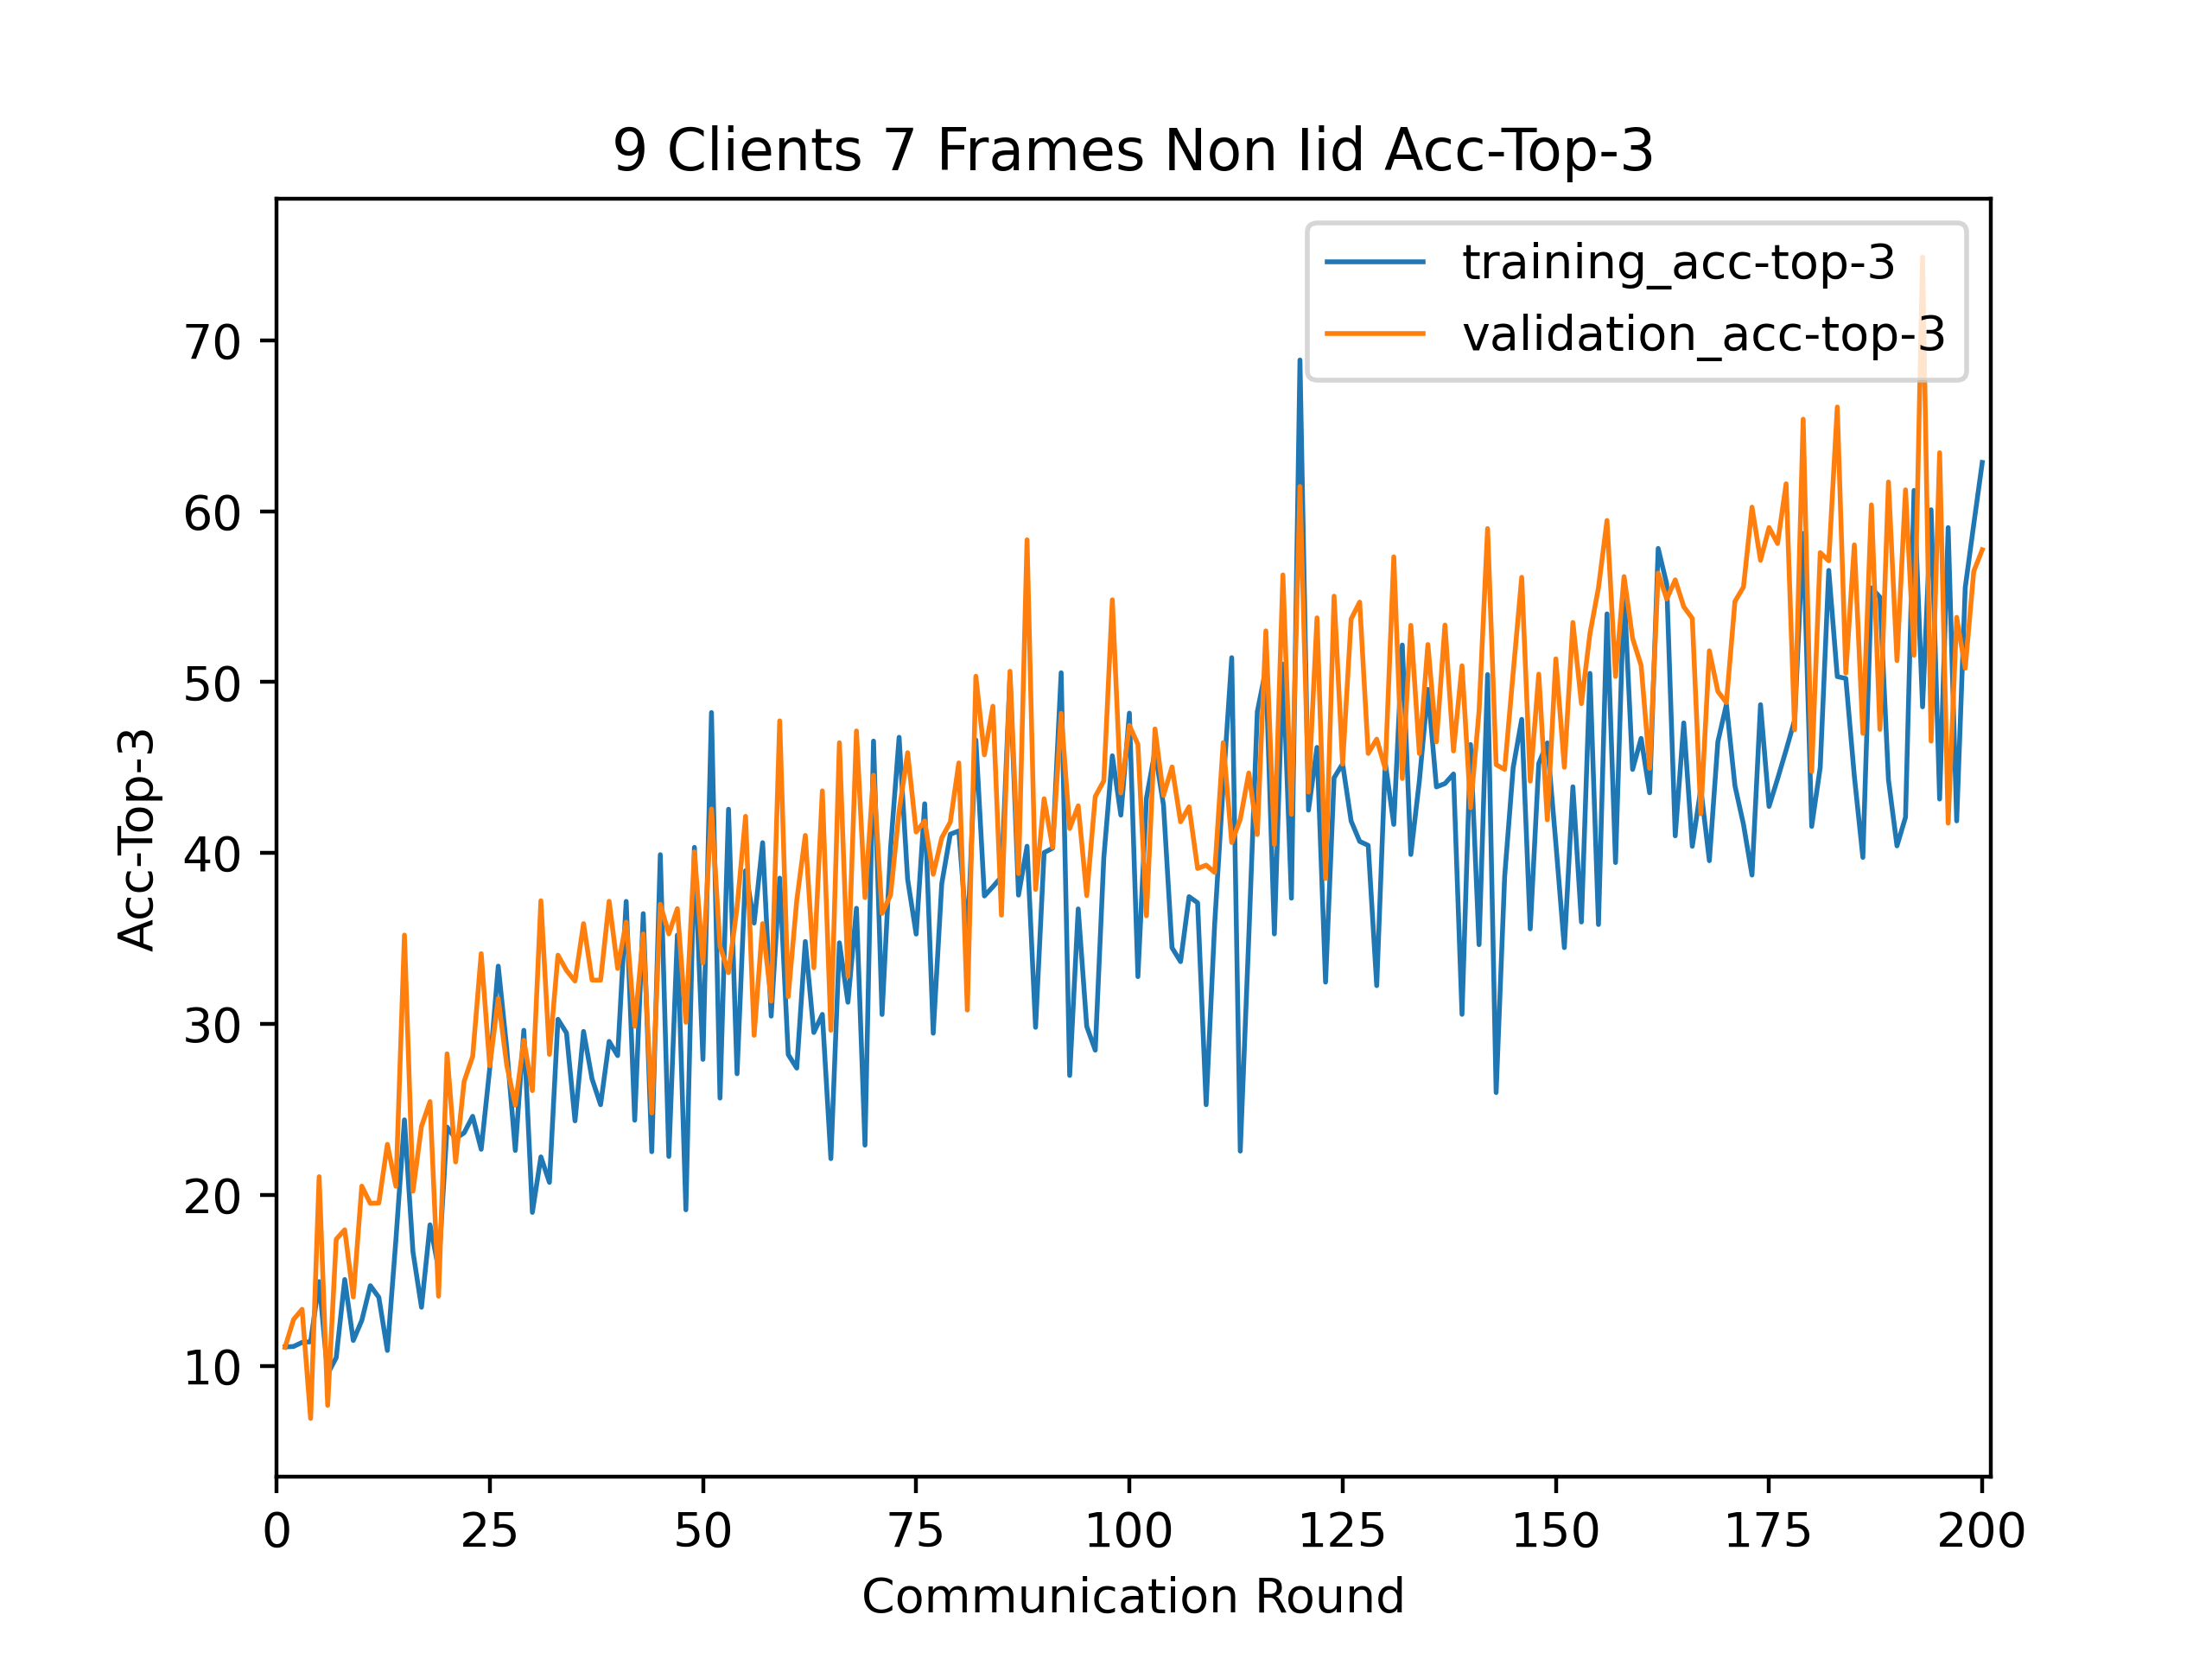 9 Clients 7 Frames Non Iid Acc-Top-3
training_acc-top-3
validation_acc-top-3
Acc-Top-3
70
60
50
40
30
20
10
0 25 50 75 100 125 150 175 200
Communication Round